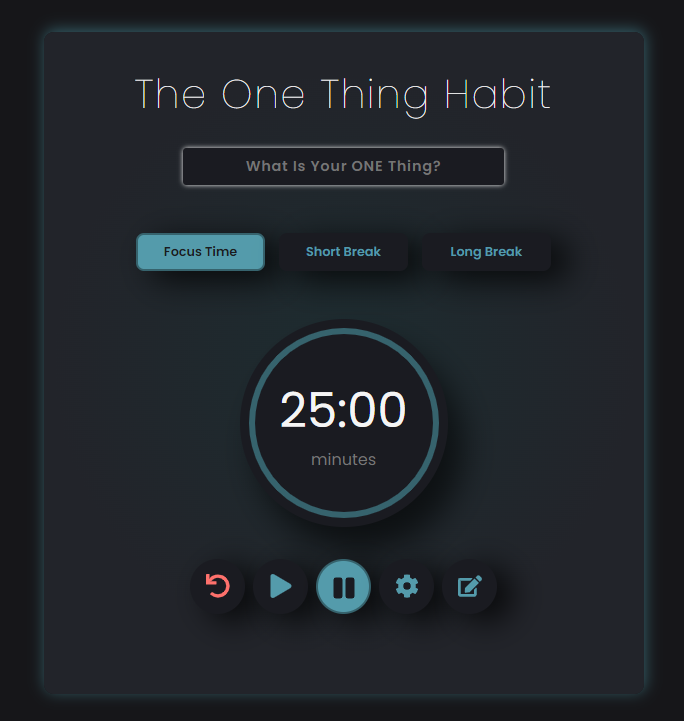 The One Thing Habit
What Is Your ONE Thing?
Focus Time Short Break Long Break
25:00
minutes